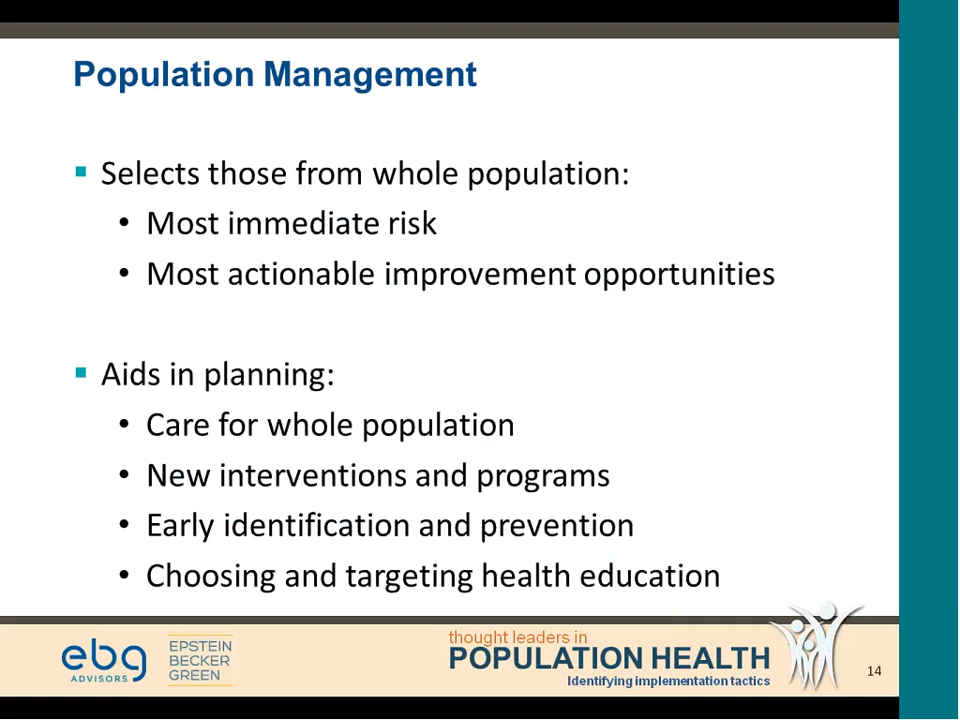 Population Management
▪ Selects those from whole population:
• Most immediate risk
• Most actionable improvement opportunities
▪ Aids in planning:
• Care for whole population
• New interventions and programs
• Early identification and prevention
• Choosing and targeting health education
ebg
ADVISORS
EPSTEIN
BECKER
GREEN
thought leaders in
POPULATION HEALTH
Identifying implementation tactics
14